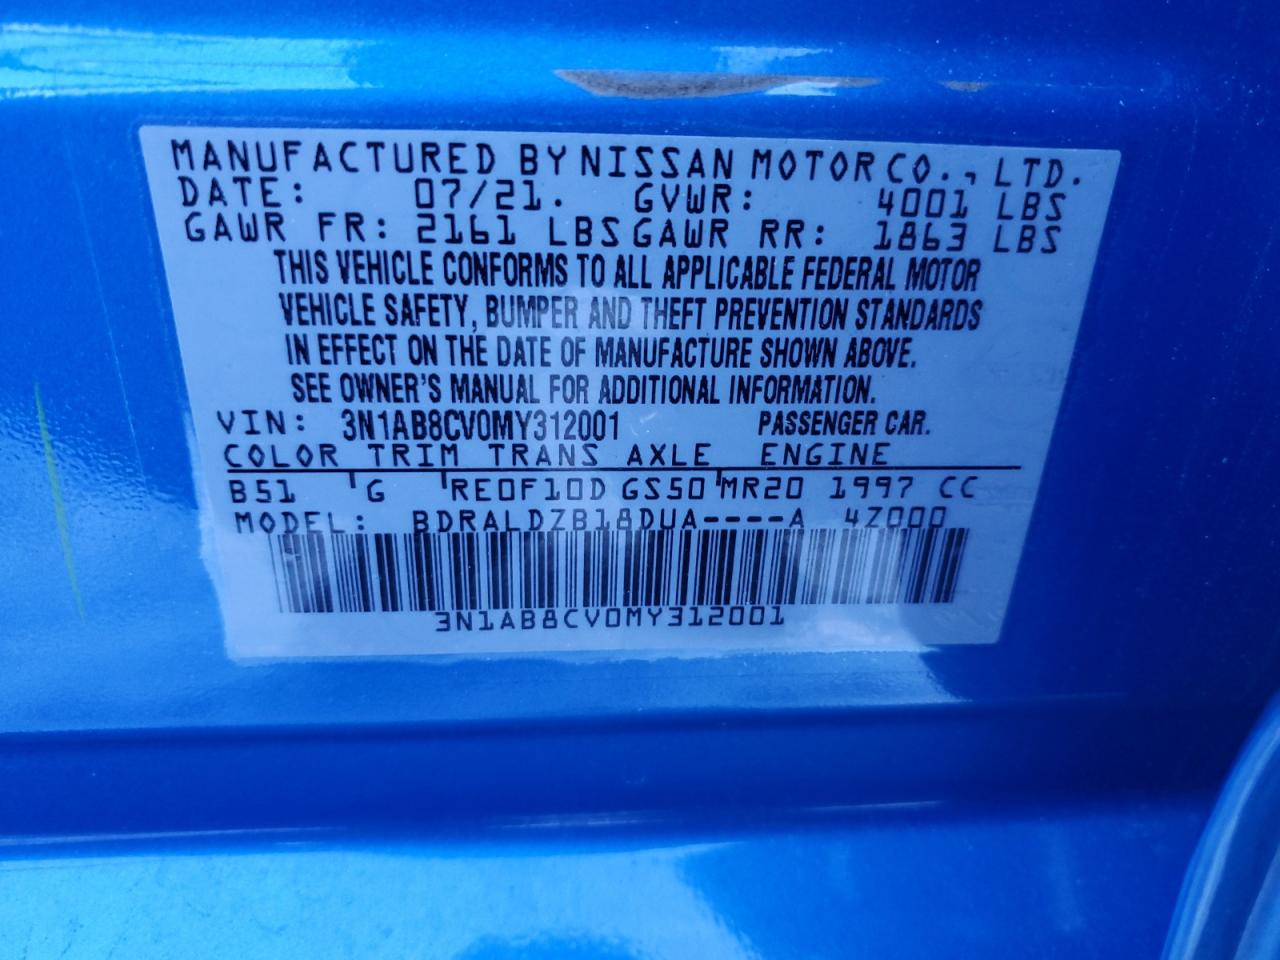 MANUFACTURED BY NISSAN MOTOR CO., LTD.
DATE: 07/21. GVWR: 4001 LBS
GAWR FR: 2161 LBS GAWR RR: 1863 LBS
THIS VEHICLE CONFORMS TO ALL APPLICABLE FEDERAL MOTOR
VEHICLE SAFETY, BUMPER AND THEFT PREVENTION STANDARDS
IN EFFECT ON THE DATE OF MANUFACTURE SHOWN ABOVE.
SEE OWNER'S MANUAL FOR ADDITIONAL INFORMATION.
VIN: 3N1AB8CV0MY312001 PASSENGER CAR.
COLOR TRIM TRANS AXLE ENGINE
B51 G RE0F10D GS50 MR20 1997 CC
MODEL: BDRALDZB18DUA----A 4Z000
3N1AB8CV0MY312001